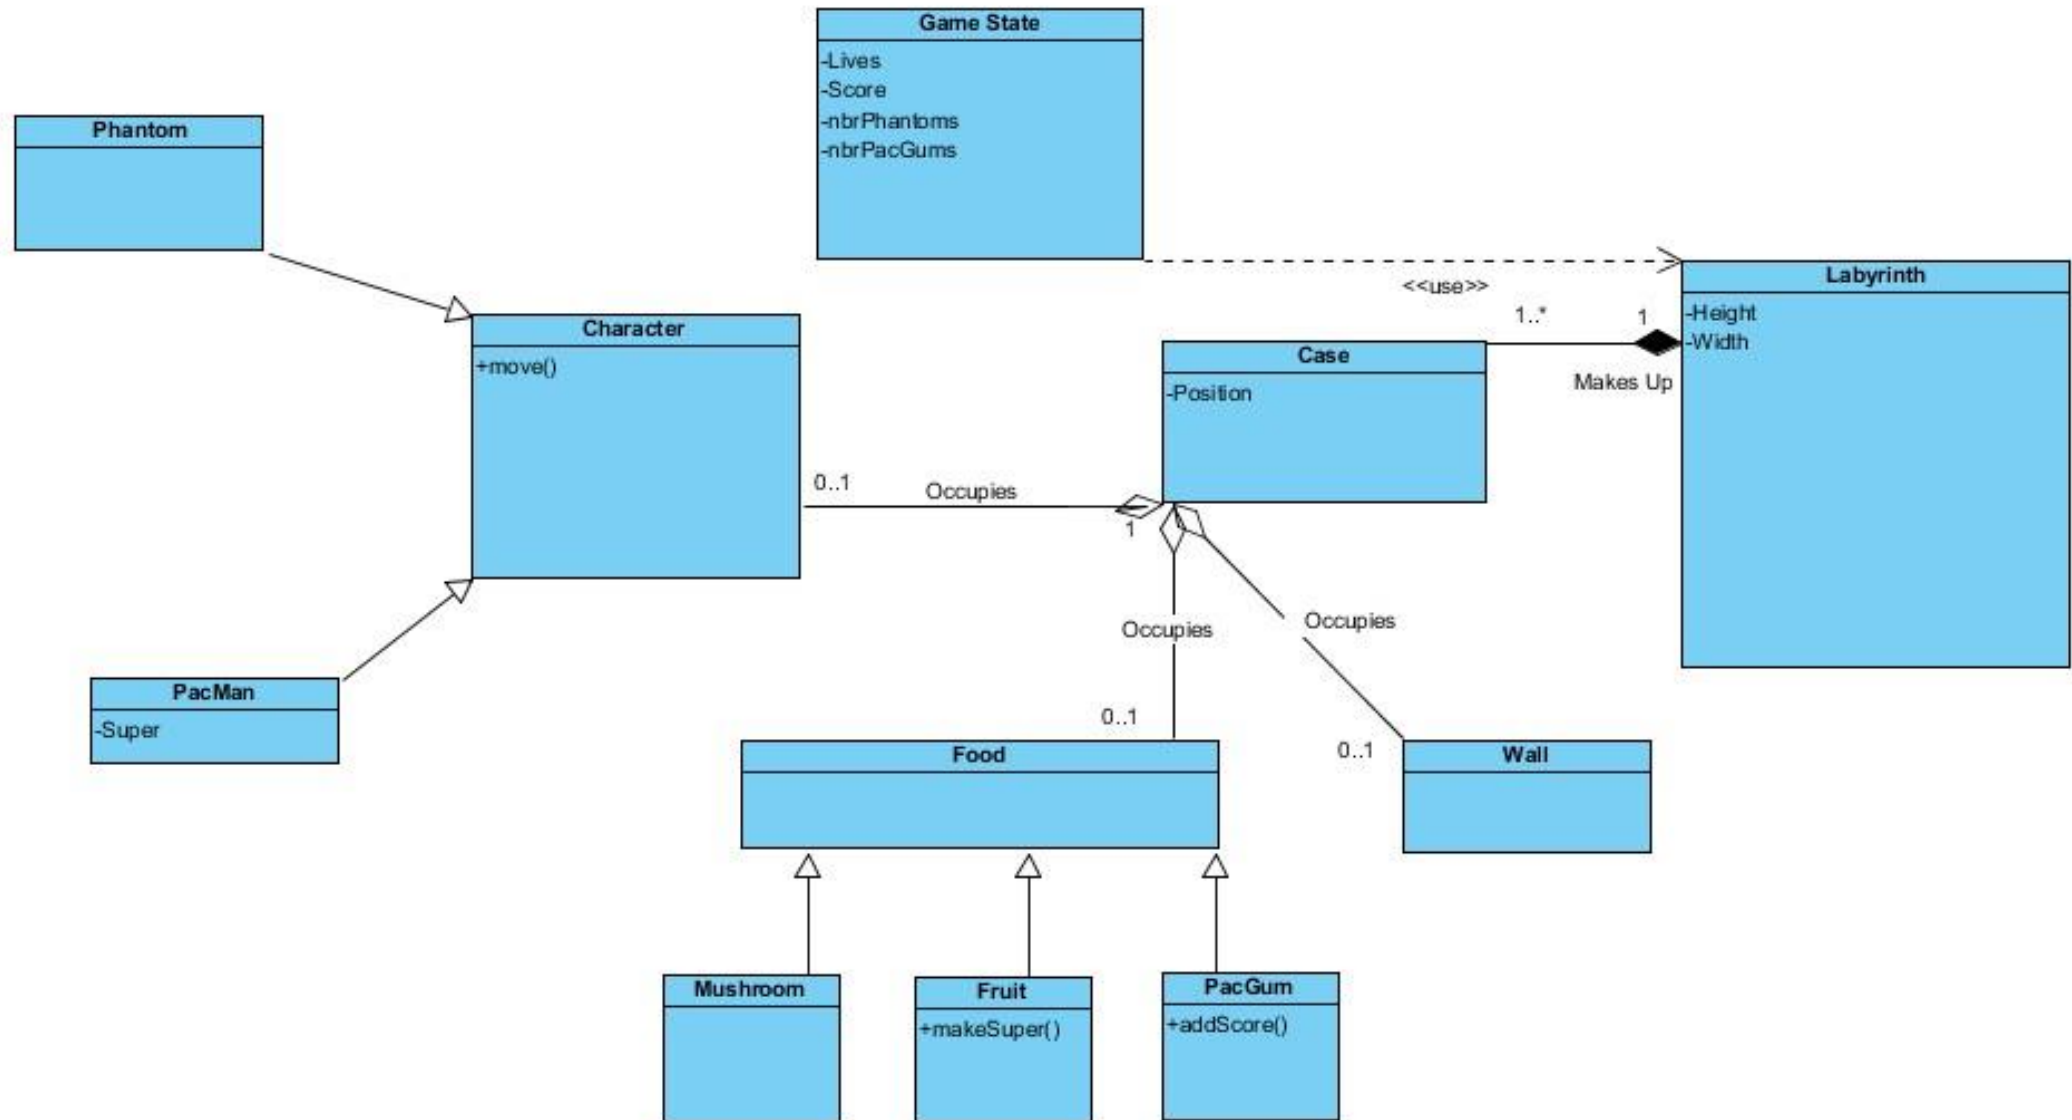 Game State
-Lives
-Score
-nbrPhantoms
-nbrPacGums
Phantom
Labyrinth
-Height
-Width
<<use>>
1..*
1
Makes Up
Character
+move()
Case
-Position
0..1
Occupies
1
Occupies
Occupies
PacMan
-Super
0..1
0..1
Food
Wall
Mushroom
Fruit
+makeSuper()
PacGum
+addScore()